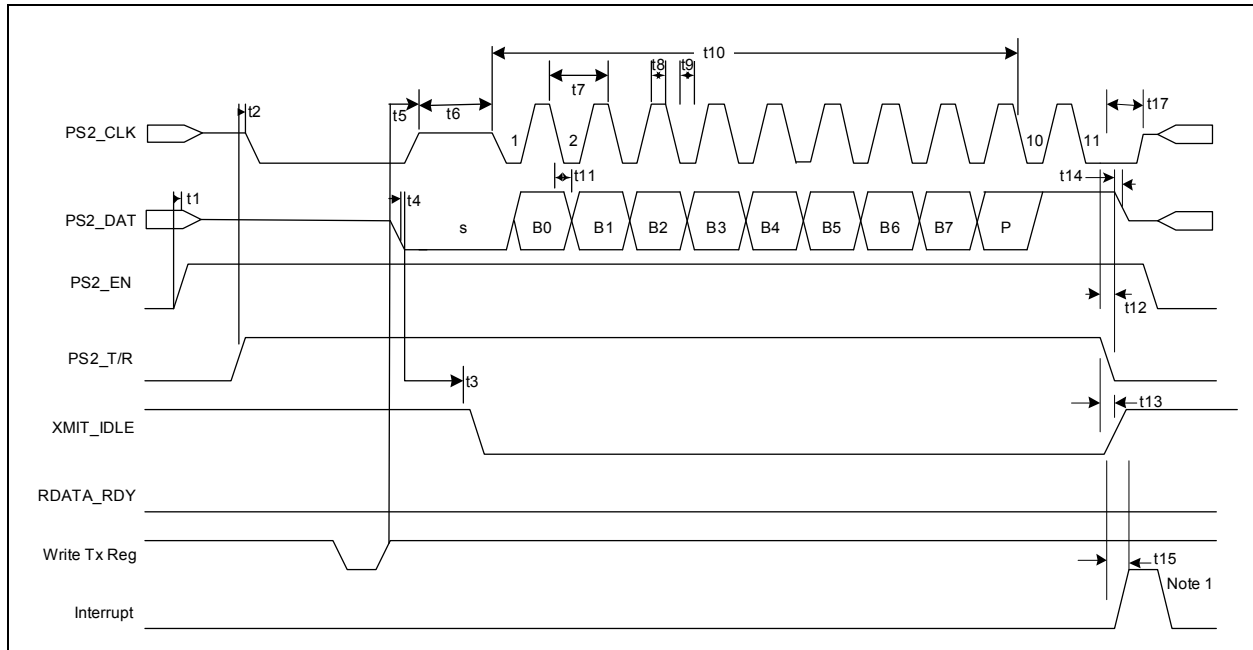 t10
t8 t9
t7
t2
t5 t6
t17
PS2_CLK
1 2 10 11
t11
t14
t1
t4
PS2_DAT
s B0 B1 B2 B3 B4 B5 B6 B7 P
PS2_EN
t12
PS2_T/R
t3
t13
XMIT_IDLE
RDATA_RDY
Write Tx Reg
t15
Note 1
Interrupt